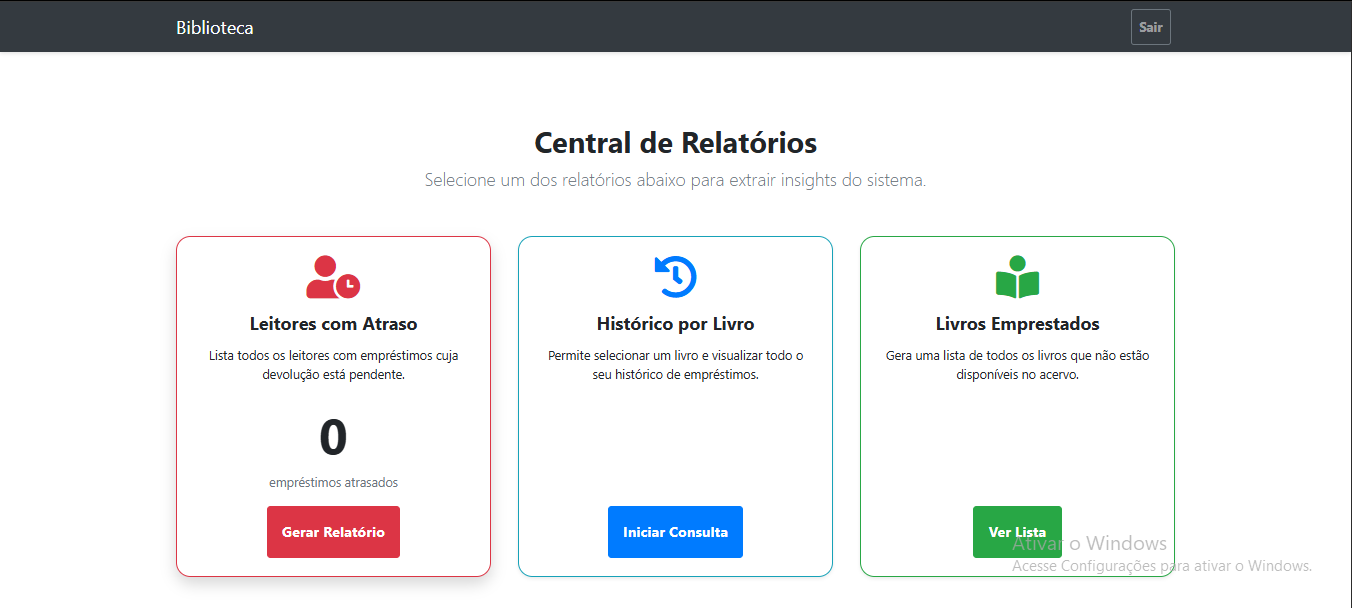 Biblioteca
Sair
Central de Relatórios
Selecione um dos relatórios abaixo para extrair insights do sistema.
Leitores com Atraso
Lista todos os leitores com empréstimos cuja
devolução está pendente.
0
empréstimos atrasados
Gerar Relatório
Histórico por Livro
Permite selecionar um livro e visualizar todo o
seu histórico de empréstimos.
Iniciar Consulta
Livros Emprestados
Gera uma lista de todos os livros que não estão
disponíveis no acervo.
Ver Lista
Ativar o Windows
Acesse Configurações para ativar o Windows.